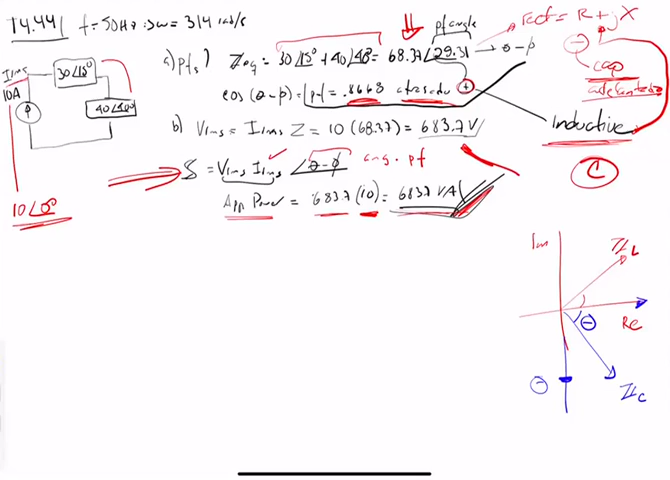 T4.44] f = 50Hz ∴ ω = 314 rad/s
a) pfs) Zeq = 30∠15° + 40∠40° = 68.37∠29.31 → θ - φ
pf angle
rect = R + jX
⊖ → cap
adelantado
cos(θ-φ) = pf = .8668 atrasado ⊕
Inductive
b) Vrms = Irms Z = 10(68.37) = 683.7 V
S = Vrms Irms ∠θ-φ ang. pf
App Power = 683.7 (10) = 6837 VA
C
Irms
10A
30∠15°
40∠40°
10∠0°
Im
ZL
Re
⊖
⊖
Zc